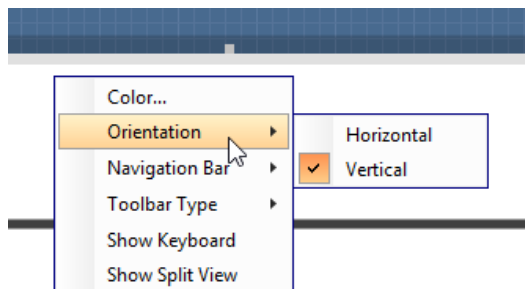 Color...
Orientation
Horizontal
Vertical
Navigation Bar
Toolbar Type
Show Keyboard
Show Split View